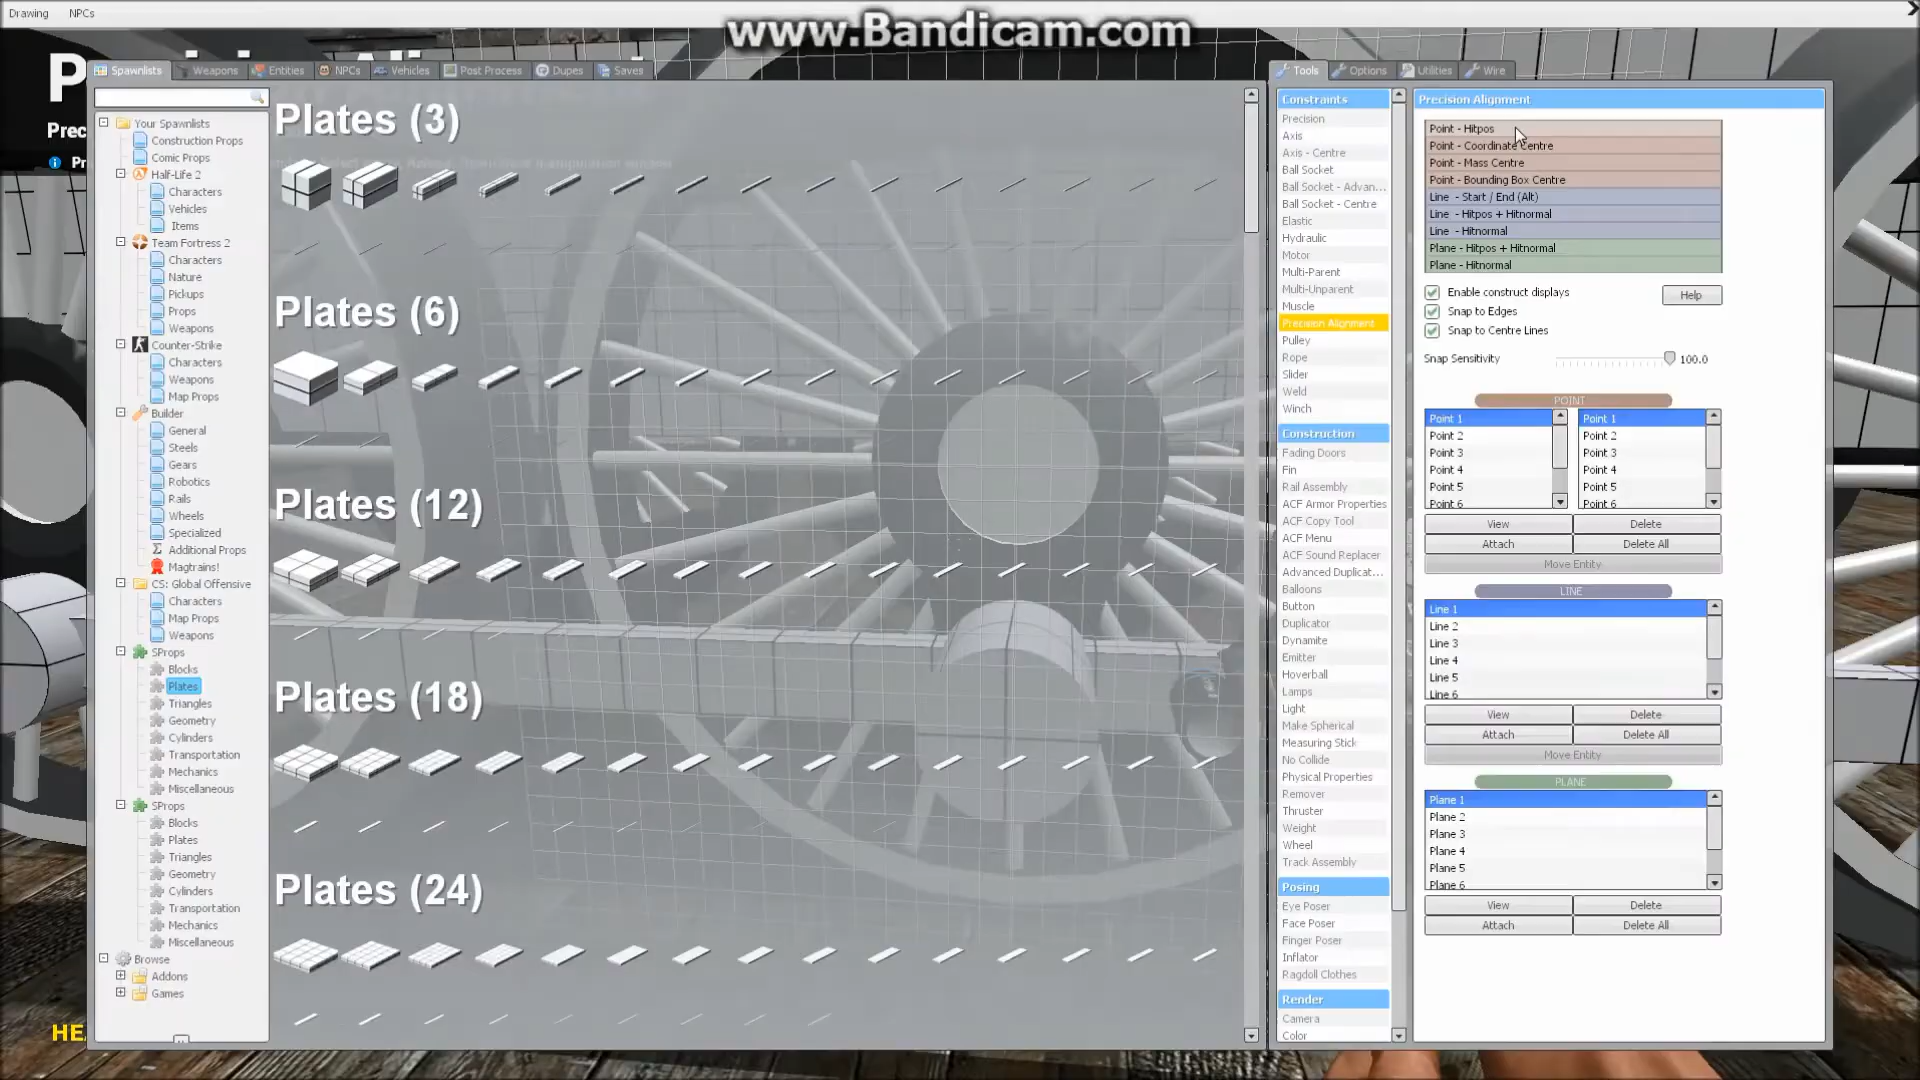 Drawing NPCs
www.Bandicam.com
P
Prec
Pr
HE
Spawnlists Weapons Entities NPCs Vehicles Post Process Dupes Saves
Your Spawnlists
Construction Props
Comic Props
Half-Life 2
Characters
Vehicles
Items
Team Fortress 2
Characters
Nature
Pickups
Props
Weapons
Counter-Strike
Characters
Weapons
Map Props
Builder
General
Steels
Gears
Robotics
Rails
Wheels
Specialized
Additional Props
Magtrains!
CS: Global Offensive
Characters
Map Props
Weapons
SProps
Blocks
Plates
Triangles
Geometry
Cylinders
Transportation
Mechanics
Miscellaneous
SProps
Blocks
Plates
Triangles
Geometry
Cylinders
Transportation
Mechanics
Miscellaneous
Browse
Addons
Games
Plates (3)
Plates (6)
Plates (12)
Plates (18)
Plates (24)
Tools Options Utilities Wire
Constraints
Precision
Axis
Axis - Centre
Ball Socket
Ball Socket - Advan...
Ball Socket - Centre
Elastic
Hydraulic
Motor
Multi-Parent
Multi-Unparent
Muscle
Precision Alignment
Pulley
Rope
Slider
Weld
Winch
Construction
Fading Doors
Fin
Rail Assembly
ACF Armor Properties
ACF Copy Tool
ACF Menu
ACF Sound Replacer
Advanced Duplicat...
Balloons
Button
Duplicator
Dynamite
Emitter
Hoverball
Lamps
Light
Make Spherical
Measuring Stick
No Collide
Physical Properties
Remover
Thruster
Weight
Wheel
Track Assembly
Posing
Eye Poser
Face Poser
Finger Poser
Inflator
Ragdoll Clothes
Render
Camera
Color
Precision Alignment
Point - Hitpos
Point - Coordinate Centre
Point - Mass Centre
Point - Bounding Box Centre
Line - Start / End (Alt)
Line - Hitpos + Hitnormal
Line - Hitnormal
Plane - Hitpos + Hitnormal
Plane - Hitnormal
Enable construct displays Help
Snap to Edges
Snap to Centre Lines
Snap Sensitivity 100.0
POINT
Point 1 Point 1
Point 2 Point 2
Point 3 Point 3
Point 4 Point 4
Point 5 Point 5
Point 6 Point 6
View Delete
Attach Delete All
Move Entity
LINE
Line 1
Line 2
Line 3
Line 4
Line 5
Line 6
View Delete
Attach Delete All
Move Entity
PLANE
Plane 1
Plane 2
Plane 3
Plane 4
Plane 5
Plane 6
View Delete
Attach Delete All